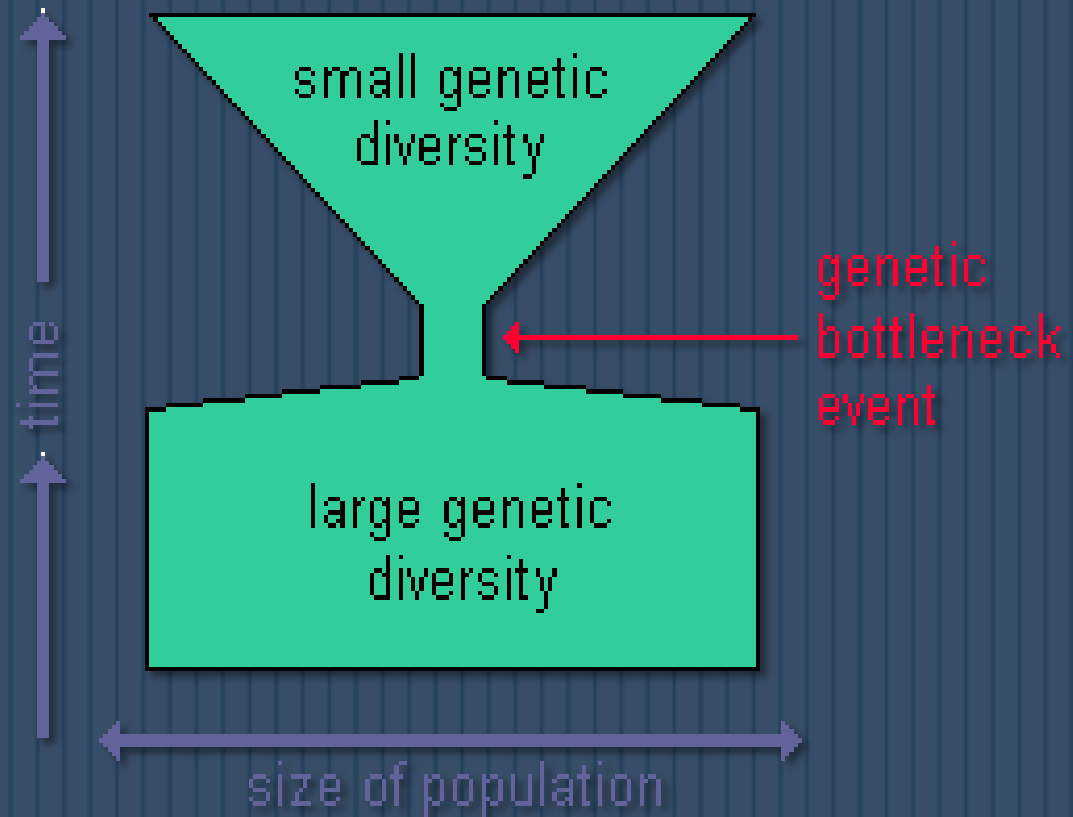 small genetic
diversity
genetic
bottleneck
event
time
large genetic
diversity
size of population